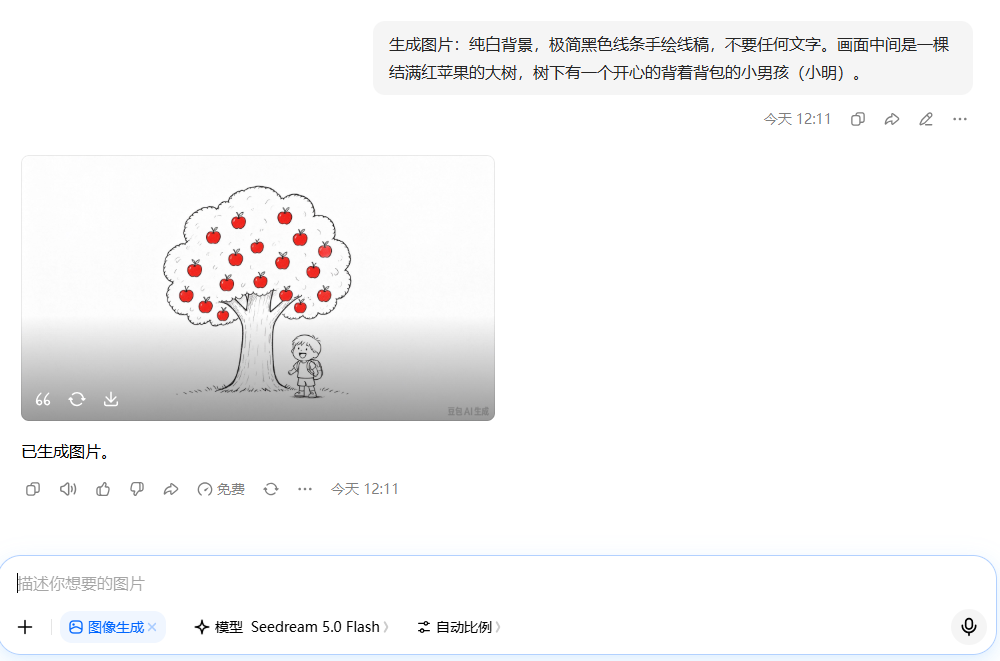 生成图片：纯白背景，极简黑色线条手绘线稿，不要任何文字。画面中间是一棵
结满红苹果的大树，树下有一个开心的背着背包的小男孩（小明）。
今天 12:11
豆包 AI 生成
已生成图片。
免费
今天 12:11
描述你想要的图片
图像生成
模型 Seedream 5.0 Flash
自动比例